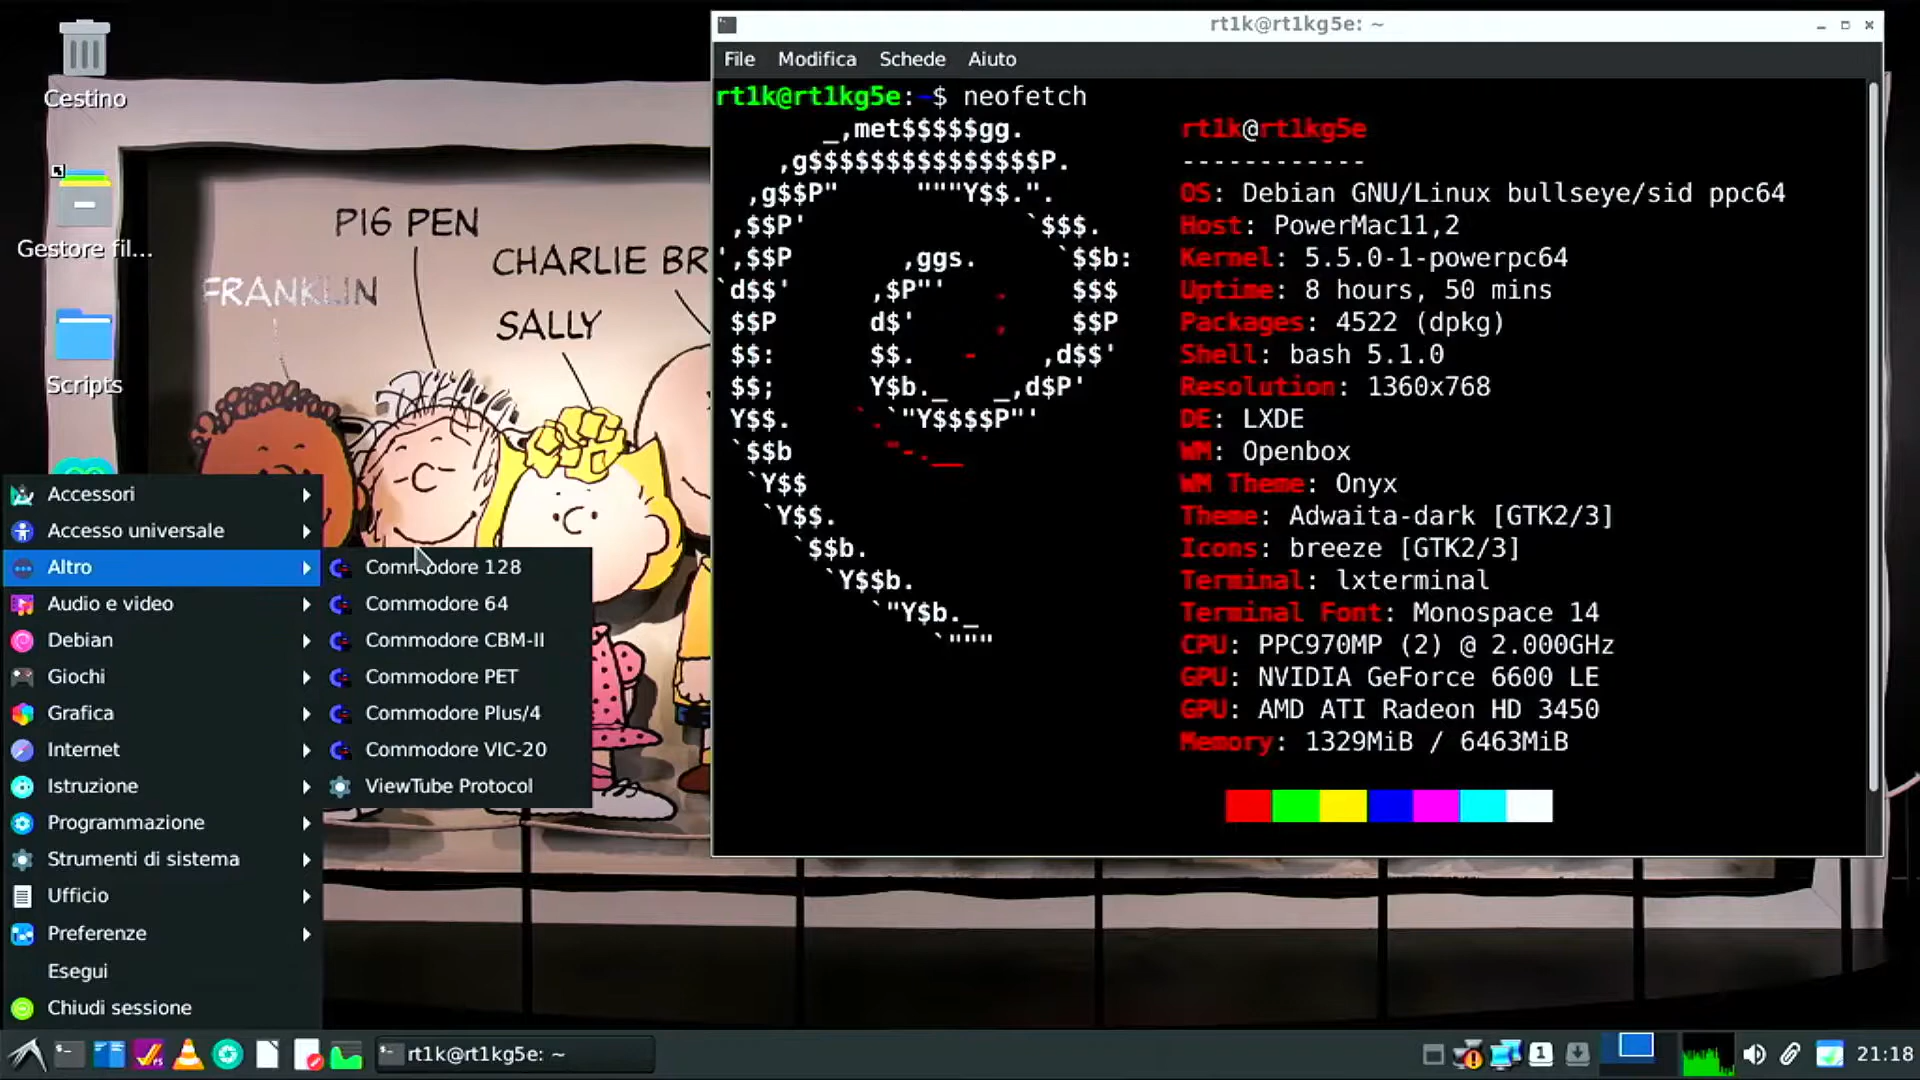 Cestino
Gestore fil...
Scripts
PIG PEN
CHARLIE BR
FRANKLIN
SALLY
Accessori
Accesso universale
Altro
Audio e video
Debian
Giochi
Grafica
Internet
Istruzione
Programmazione
Strumenti di sistema
Ufficio
Preferenze
Esegui
Chiudi sessione
Commodore 128
Commodore 64
Commodore CBM-II
Commodore PET
Commodore Plus/4
Commodore VIC-20
ViewTube Protocol
rt1k@rt1kg5e: ~
File Modifica Schede Aiuto
rt1k@rt1kg5e:~$ neofetch
_,met$$$$$gg.
,g$$$$$$$$$$$$$$$P.
,g$$P"     """Y$$.".
,$$P'              `$$$.
',$$P       ,ggs.     `$$b:
`d$$'     ,$P"'   .    $$$
$$P      d$'     ,    $$P
$$:      $$.   -    ,d$$'
$$;      Y$b._   _,d$P'
Y$$.    `.`"Y$$$$P"'
`$$b      "-.__
`Y$$
`Y$$.
`$$b.
`Y$$b.
`"Y$b._
`"""
rt1k@rt1kg5e
------------
OS: Debian GNU/Linux bullseye/sid ppc64
Host: PowerMac11,2
Kernel: 5.5.0-1-powerpc64
Uptime: 8 hours, 50 mins
Packages: 4522 (dpkg)
Shell: bash 5.1.0
Resolution: 1360x768
DE: LXDE
WM: Openbox
WM Theme: Onyx
Theme: Adwaita-dark [GTK2/3]
Icons: breeze [GTK2/3]
Terminal: lxterminal
Terminal Font: Monospace 14
CPU: PPC970MP (2) @ 2.000GHz
GPU: NVIDIA GeForce 6600 LE
GPU: AMD ATI Radeon HD 3450
Memory: 1329MiB / 6463MiB
rt1k@rt1kg5e: ~
1
21:18